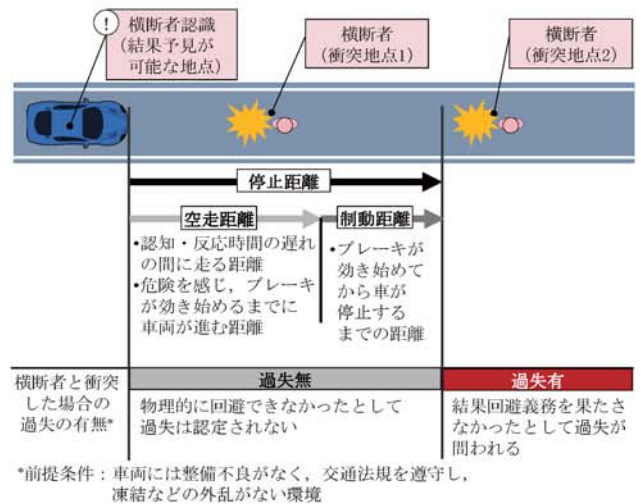 !
横断者認識
(結果予見が
可能な地点)
横断者
(衝突地点1)
横断者
(衝突地点2)
停止距離
空走距離
制動距離
•認知・反応時間の遅れ
の間に走る距離
•危険を感じ，ブレーキ
が効き始めるまでに
車両が進む距離
•ブレーキが
効き始めて
から車が
停止する
までの距離
横断者と衝突
した場合の
過失の有無*
過失無
物理的に回避できなかったとして
過失は認定されない
過失有
結果回避義務を果たさ
なかったとして過失が
問われる
*前提条件：車両には整備不良がなく，交通法規を遵守し，
凍結などの外乱がない環境